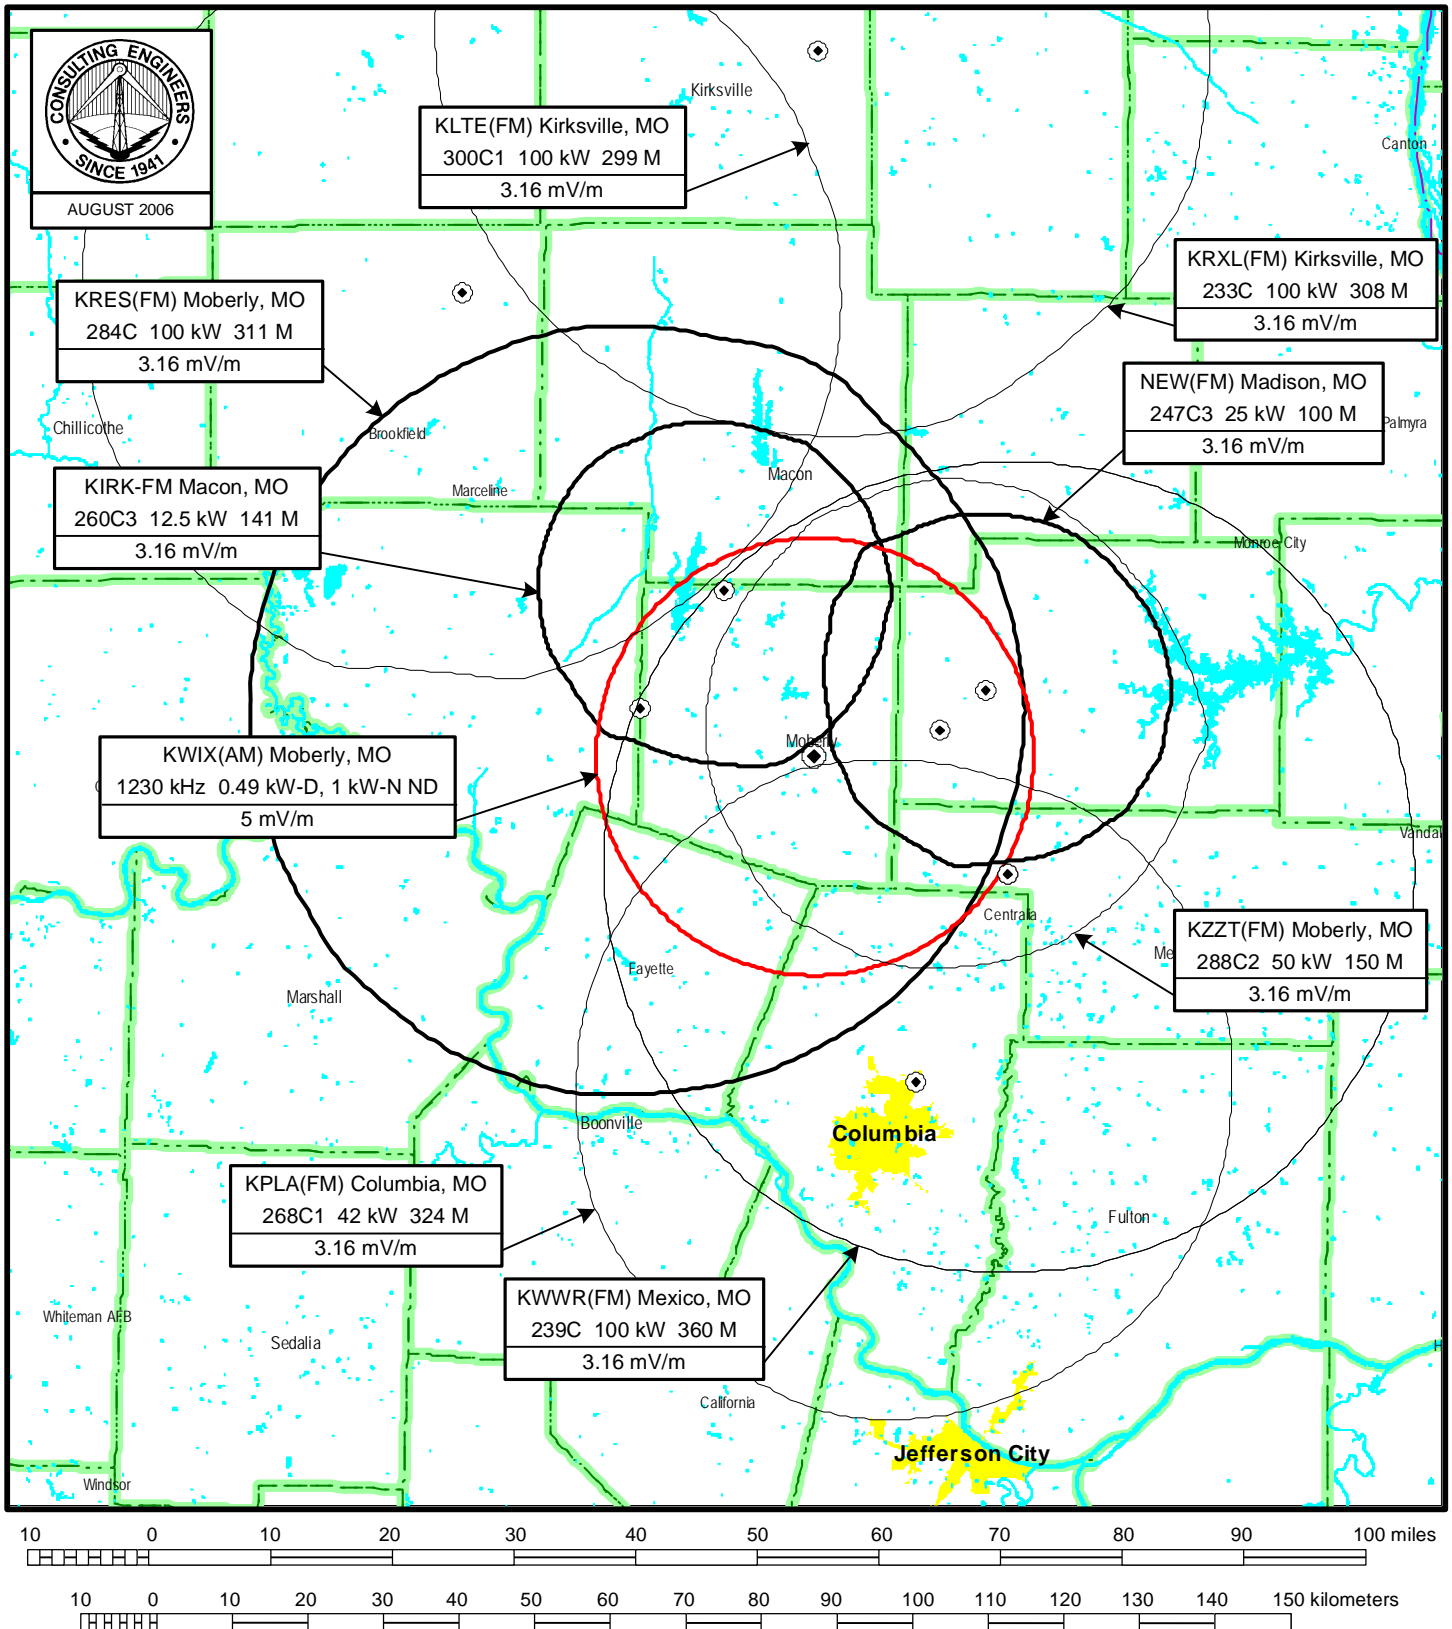 CONSULTING ENGINEERS
SINCE 1941
AUGUST 2006
Kirksville
KLTE(FM) Kirksville, MO
300C1 100 kW 299 M
3.16 mV/m
Canton
KRXL(FM) Kirksville, MO
233C 100 kW 308 M
3.16 mV/m
KRES(FM) Moberly, MO
284C 100 kW 311 M
3.16 mV/m
NEW(FM) Madison, MO
247C3 25 kW 100 M
3.16 mV/m
Chillicothe
Brookfield
Palmyra
Macon
Marceline
KIRK-FM Macon, MO
260C3 12.5 kW 141 M
3.16 mV/m
Monroe City
Moberly
KWIX(AM) Moberly, MO
1230 kHz 0.49 kW-D, 1 kW-N ND
5 mV/m
Vandal
Centralia
KZZT(FM) Moberly, MO
288C2 50 kW 150 M
3.16 mV/m
Me
Fayette
Marshall
Boonville
Columbia
KPLA(FM) Columbia, MO
268C1 42 kW 324 M
3.16 mV/m
Fulton
KWWR(FM) Mexico, MO
239C 100 kW 360 M
3.16 mV/m
Whiteman AFB
Sedalia
California
Jefferson City
Windsor
10 0 10 20 30 40 50 60 70 80 90 100 miles
10 0 10 20 30 40 50 60 70 80 90 100 110 120 130 140 150 kilometers